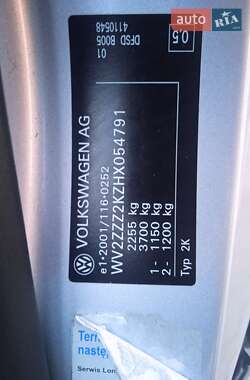 AUTO RIA
0.5
4110548
DFSD B005
01
VOLKSWAGEN AG
e1*2001/116*0252
WV2ZZZ2KZHX054791
2255 kg
3700 kg
1- 1150 kg
2- 1200 kg
Typ 2K
Serwis